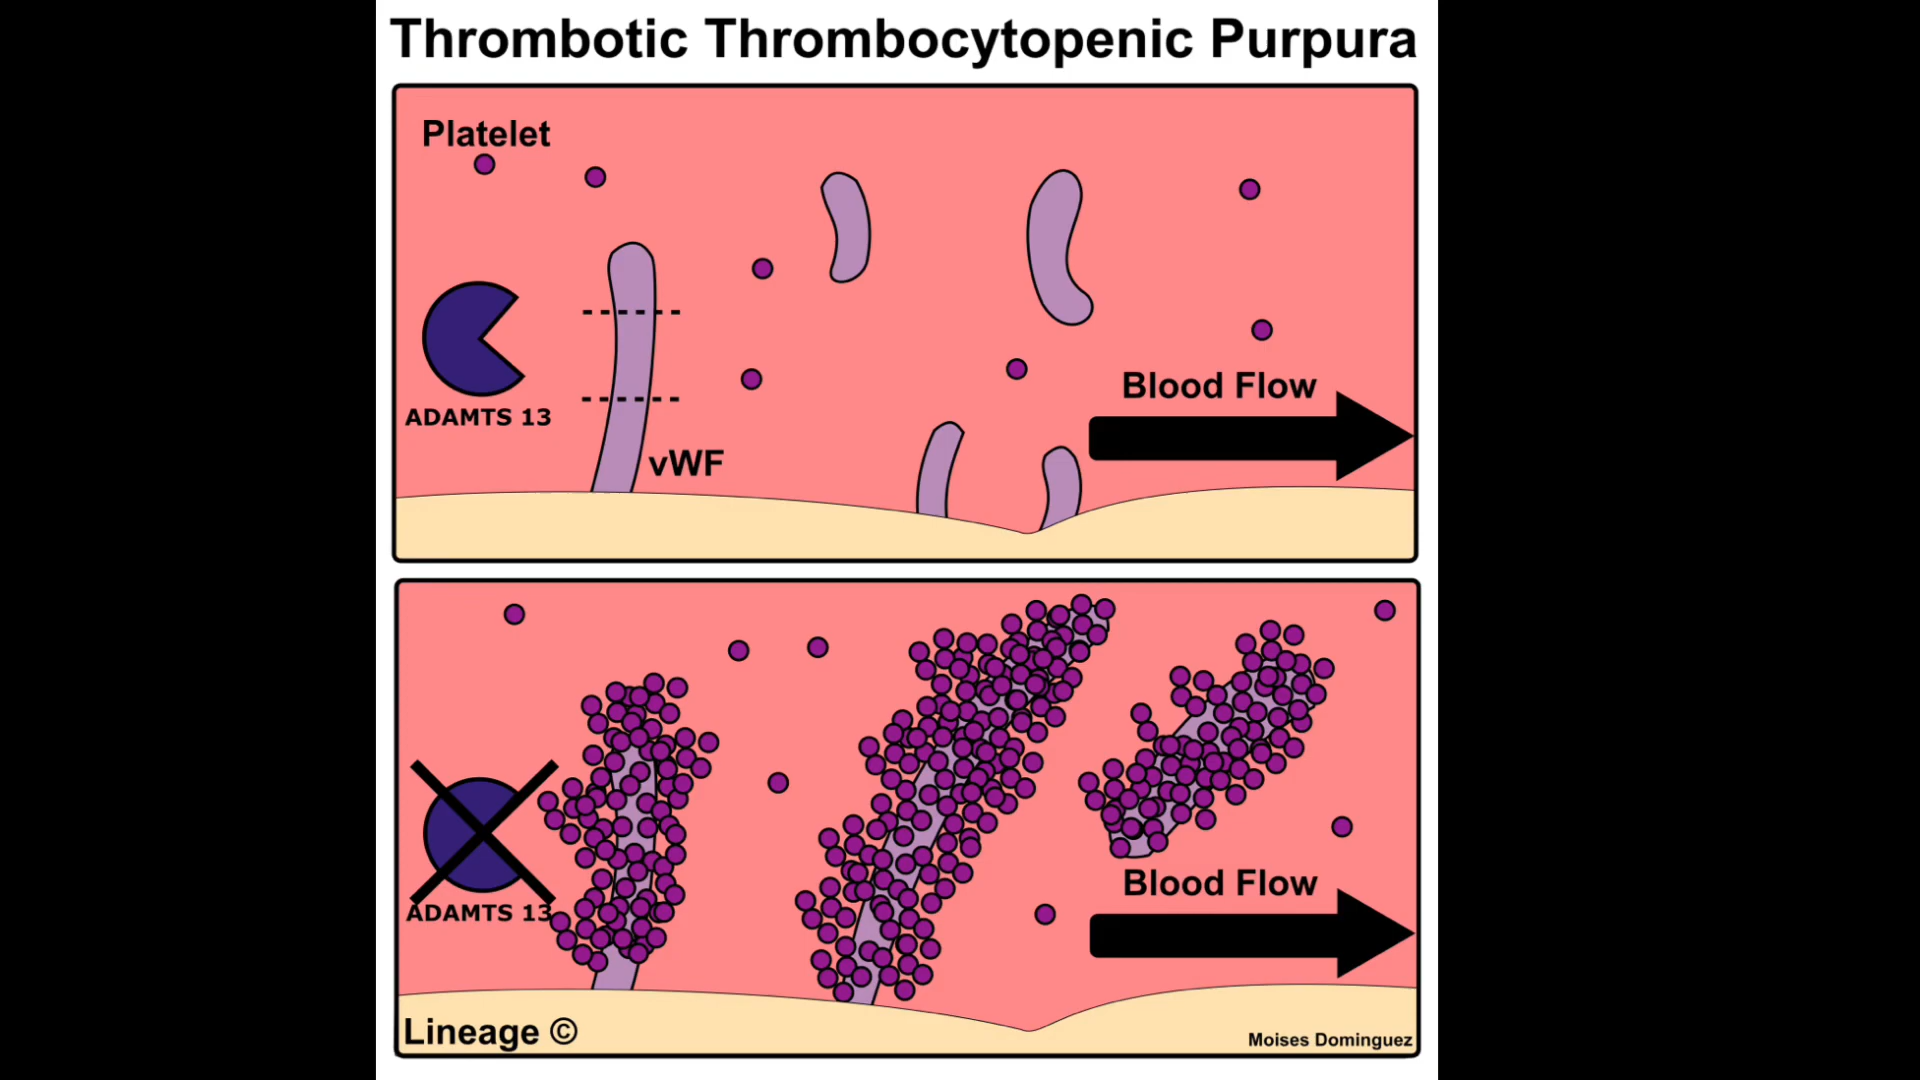 Thrombotic Thrombocytopenic Purpura
Platelet
Blood Flow
ADAMTS 13
vWF
Blood Flow
ADAMTS 13
Lineage ©
Moises Dominguez